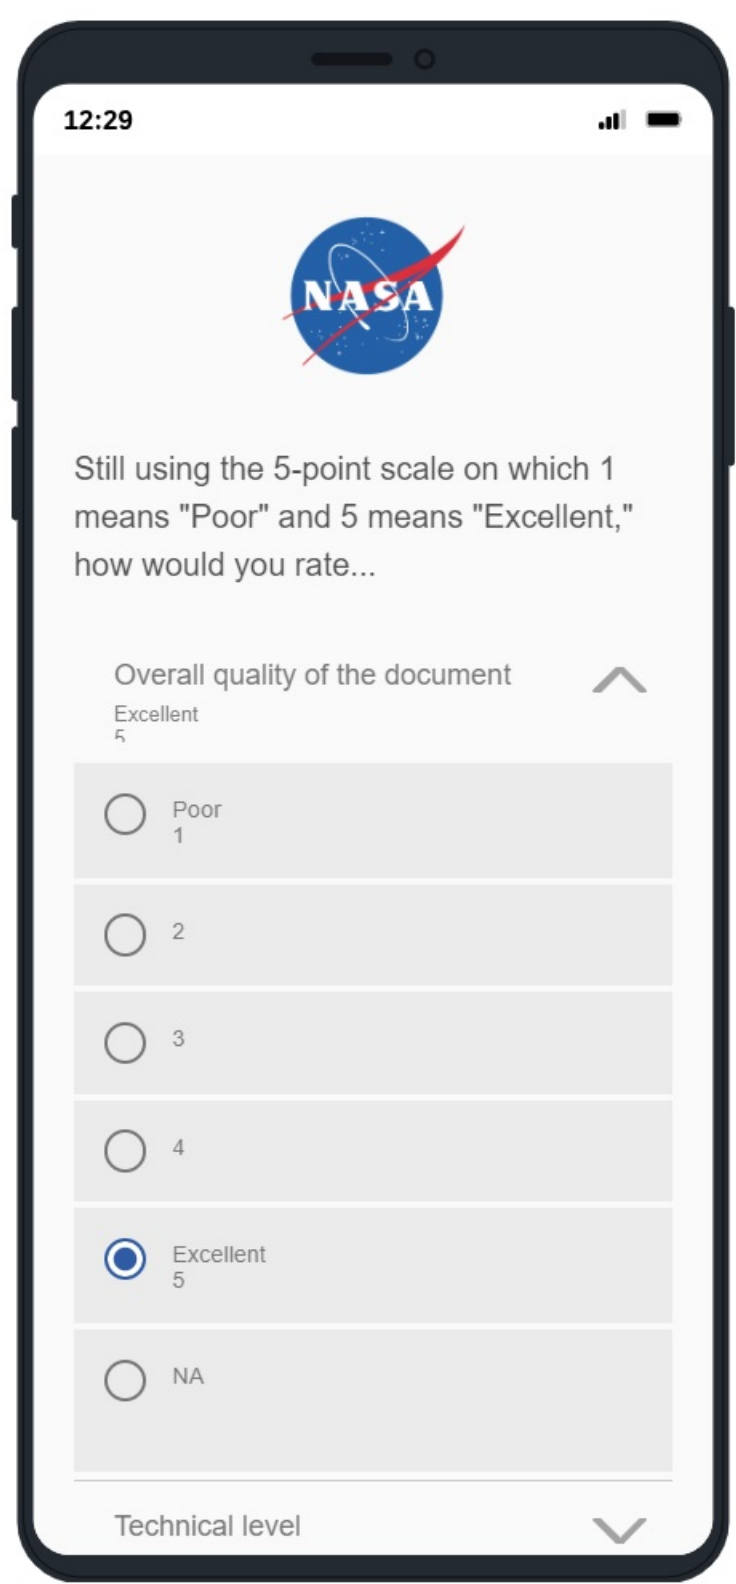 12:29
NASA
Still using the 5-point scale on which 1
means "Poor" and 5 means "Excellent,"
how would you rate...
Overall quality of the document
Excellent
5
Poor
1
2
3
4
Excellent
5
NA
Technical level